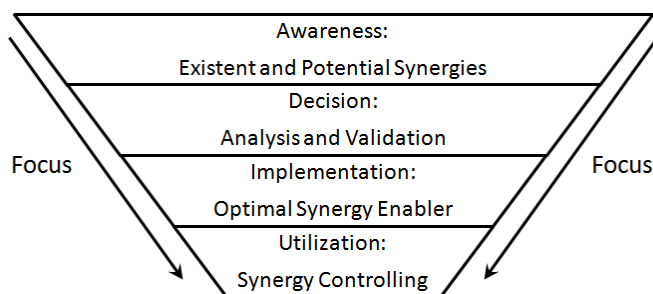 Awareness:
Existent and Potential Synergies
Decision:
Analysis and Validation
Focus
Focus
Implementation:
Optimal Synergy Enabler
Utilization:
Synergy Controlling